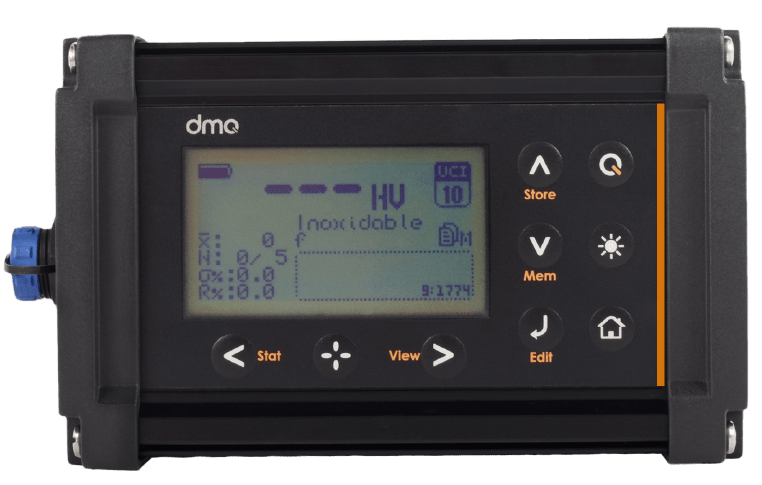 dmq
--- HV
UCI
10
Inoxidable
f
M
x̄: 0
N: 0/ 5
σ%:0.0
R%:0.0
9:1774
Store
Mem
Edit
Stat
View